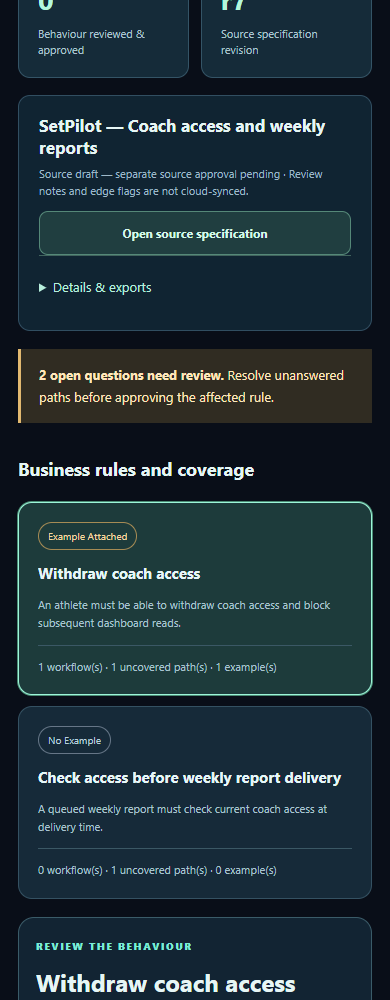 Behaviour reviewed &
approved
Source specification
revision
SetPilot — Coach access and weekly
reports
Source draft — separate source approval pending · Review
notes and edge flags are not cloud-synced.
Open source specification
▶ Details & exports
2 open questions need review. Resolve unanswered
paths before approving the affected rule.
Business rules and coverage
Example Attached
Withdraw coach access
An athlete must be able to withdraw coach access and block
subsequent dashboard reads.
1 workflow(s) · 1 uncovered path(s) · 1 example(s)
No Example
Check access before weekly report delivery
A queued weekly report must check current coach access at
delivery time.
0 workflow(s) · 1 uncovered path(s) · 0 example(s)
REVIEW THE BEHAVIOUR
Withdraw coach access